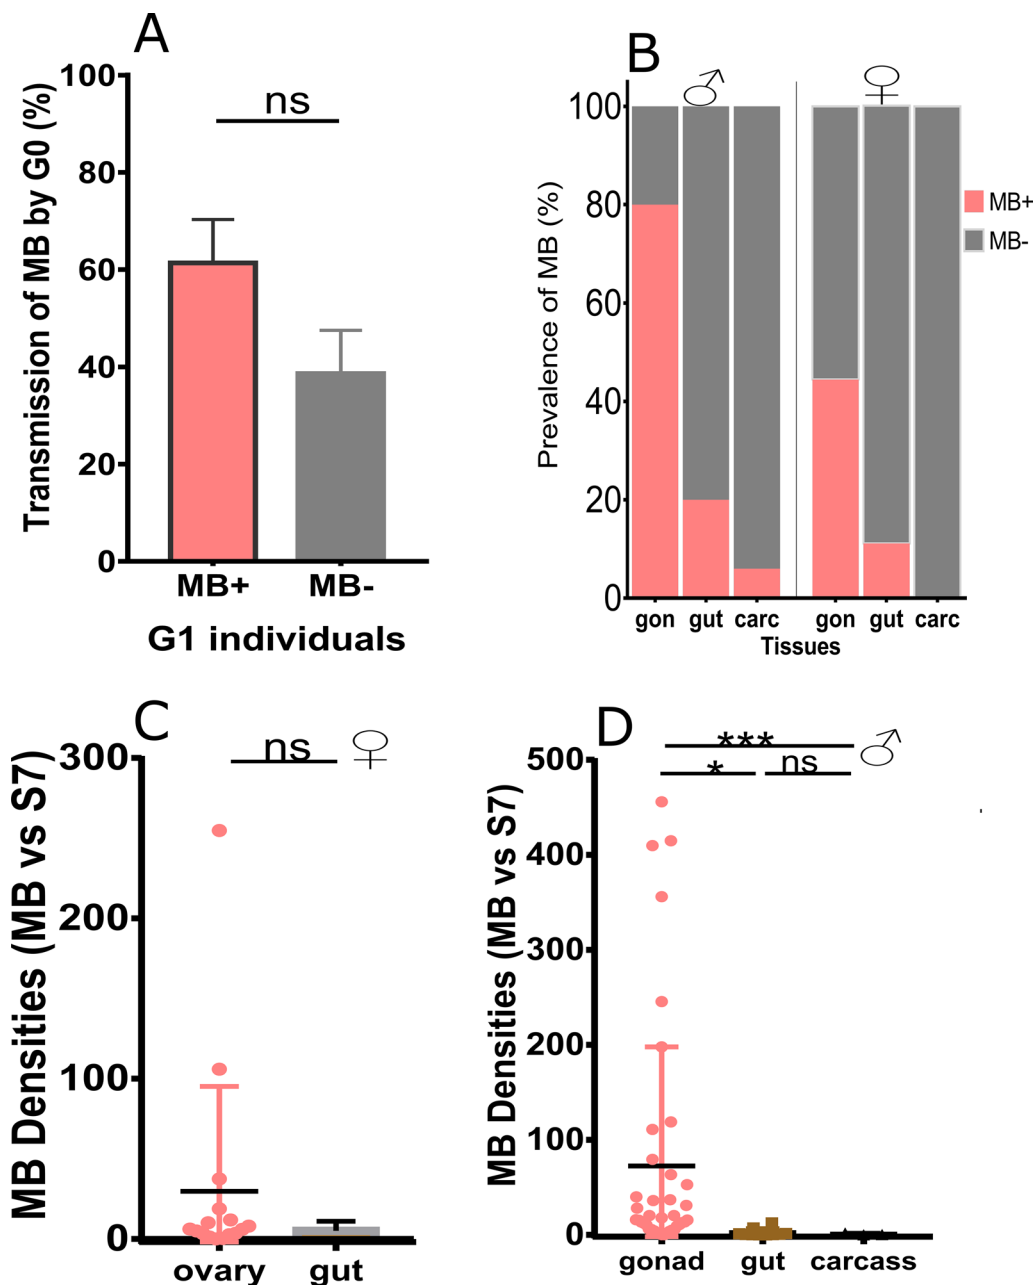 A
Transmission of MB by G0 (%)
100
80
60
40
20
0
ns
MB+ MB-
G1 individuals
B
Prevalence of MB (%)
100
80
60
40
20
0
♂ ♀
MB+
MB-
gon gut carc gon gut carc
Tissues
C
MB Densities (MB vs S7)
300
200
100
0
ns ♀
ovary gut
D
MB Densities (MB vs S7)
500
400
300
200
100
0
*** ♂
* ns
gonad gut carcass